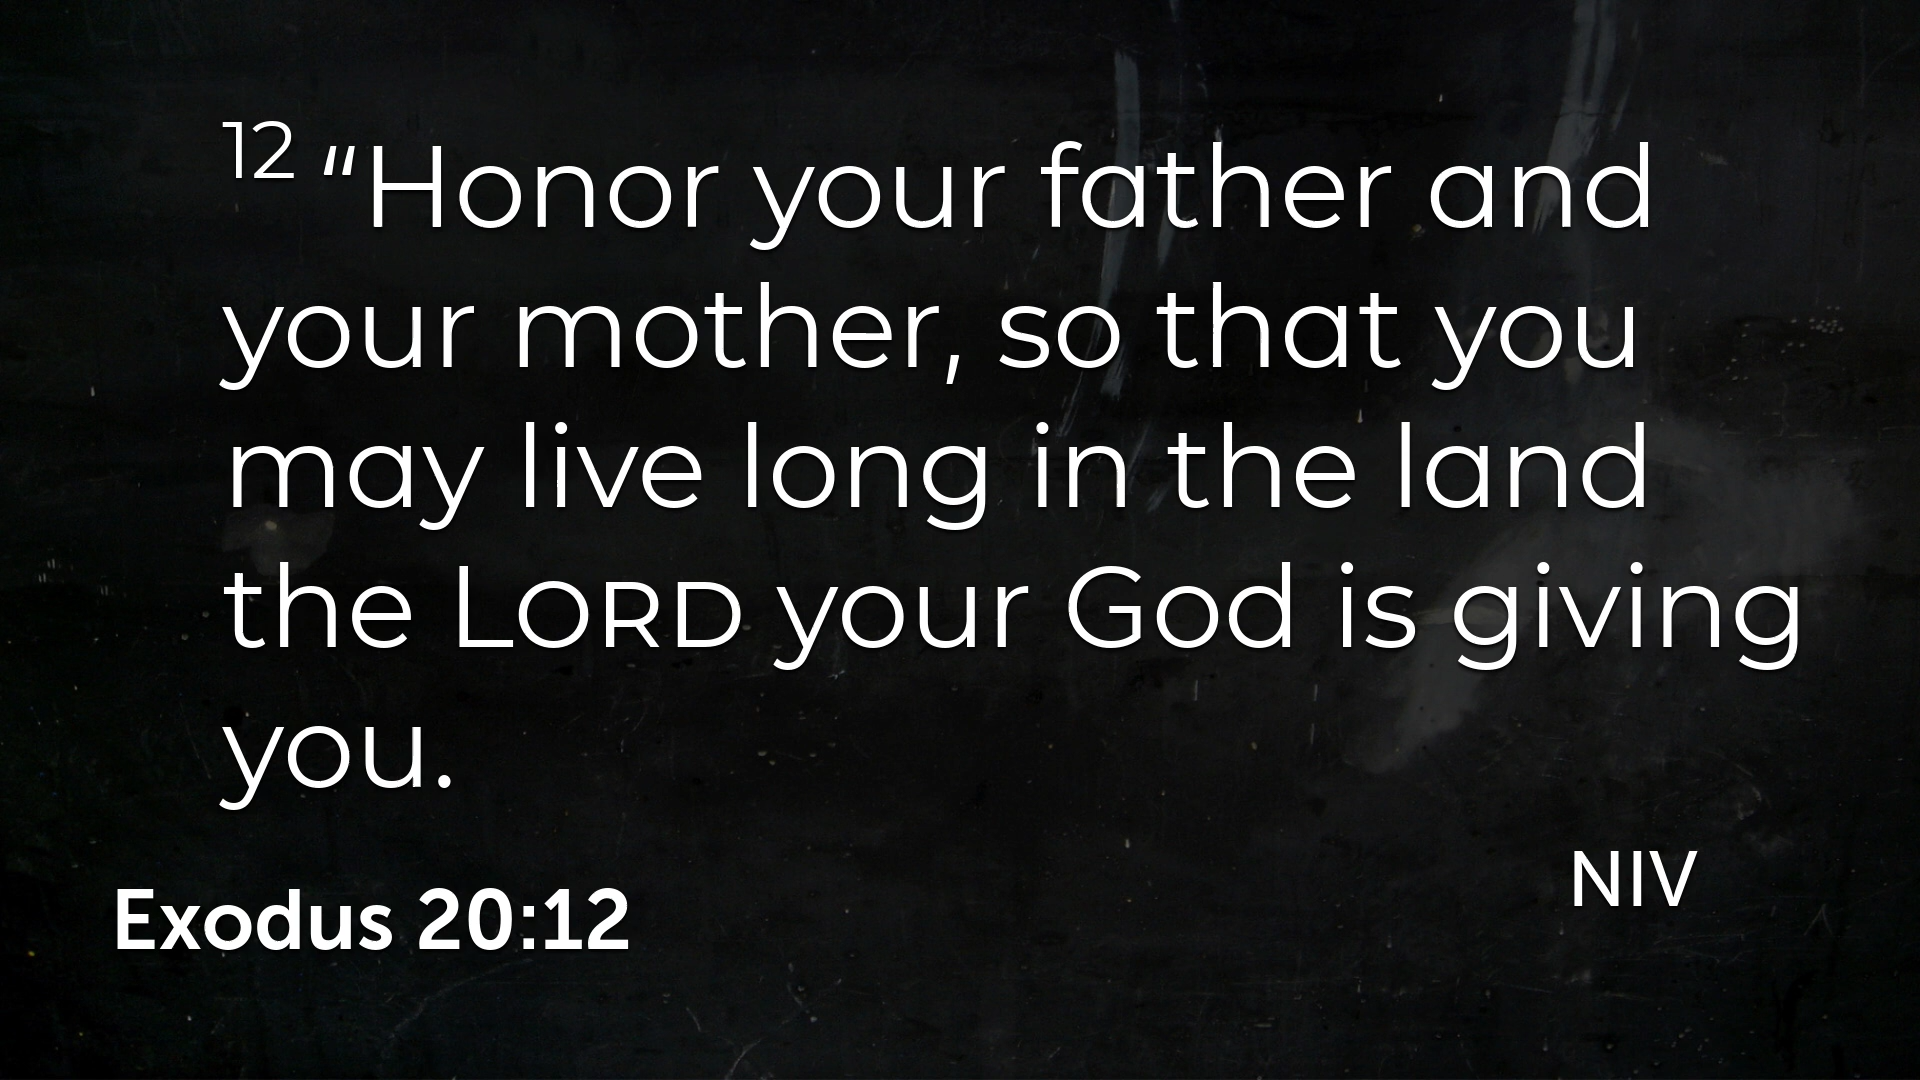 12 “Honor your father and
your mother, so that you
may live long in the land
the LORD your God is giving
you.
NIV
Exodus 20:12